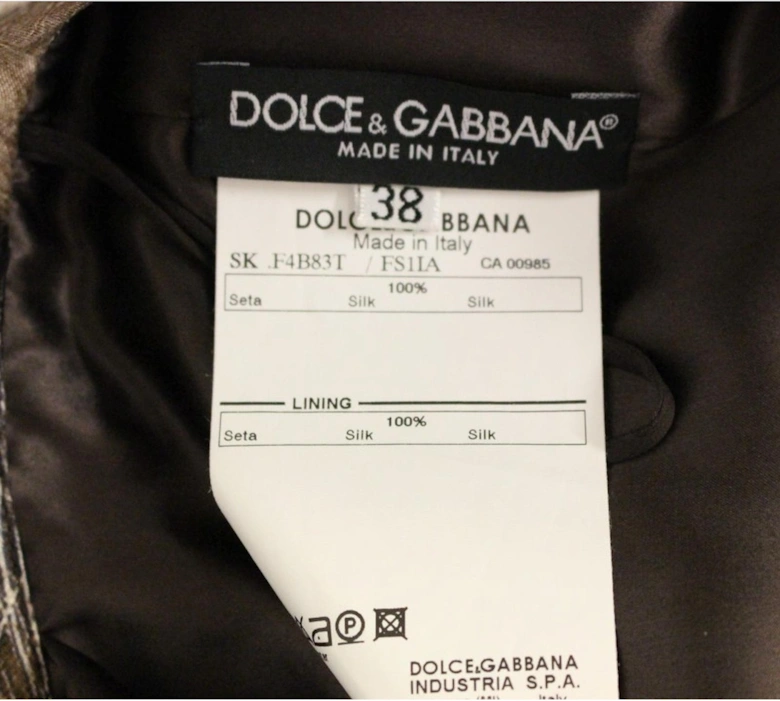 DOLCE & GABBANA®
MADE IN ITALY
38
DOLC BBANA
Made in Italy
SK .F4B83T / FS1IA CA 00985
100%
Seta Silk Silk
LINING
100%
Seta Silk Silk
a P
DOLCE&GABBANA
INDUSTRIA S.P.A.